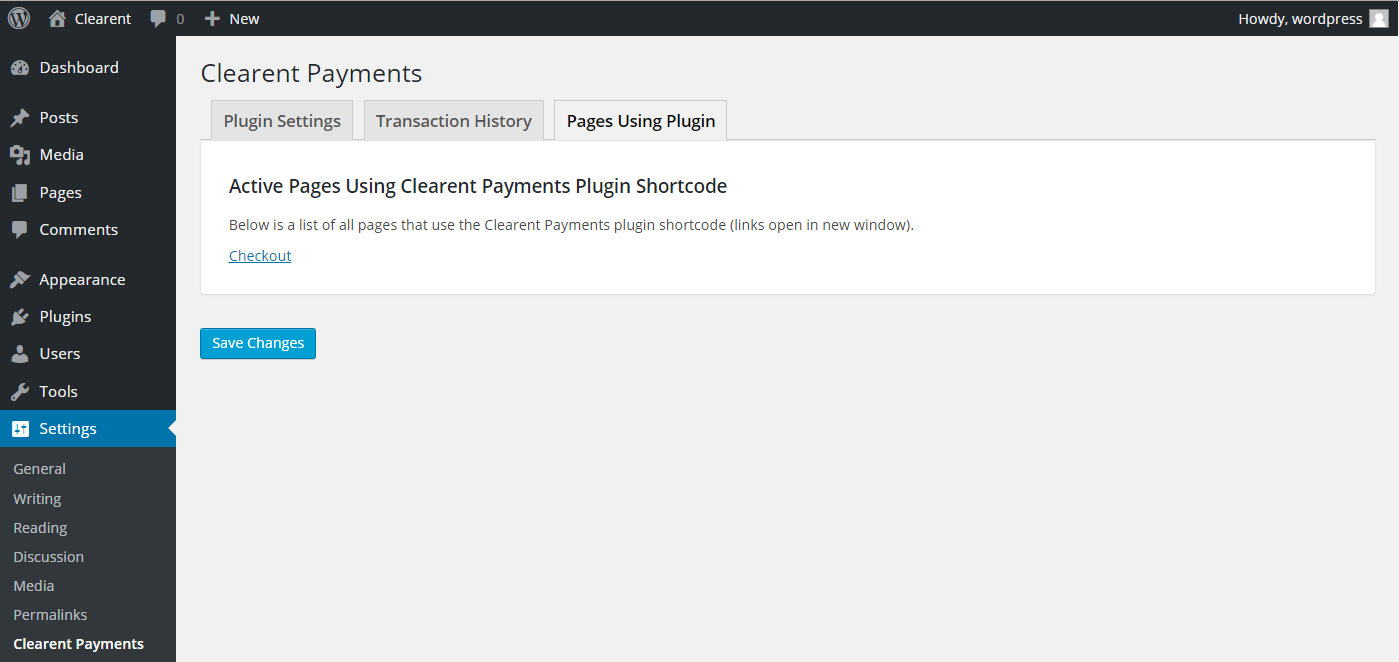 Clearent 0 New Howdy, wordpress
Dashboard
Posts
Media
Pages
Comments
Appearance
Plugins
Users
Tools
Settings
General
Writing
Reading
Discussion
Media
Permalinks
Clearent Payments
Clearent Payments
Plugin Settings Transaction History Pages Using Plugin
Active Pages Using Clearent Payments Plugin Shortcode
Below is a list of all pages that use the Clearent Payments plugin shortcode (links open in new window).
Checkout
Save Changes